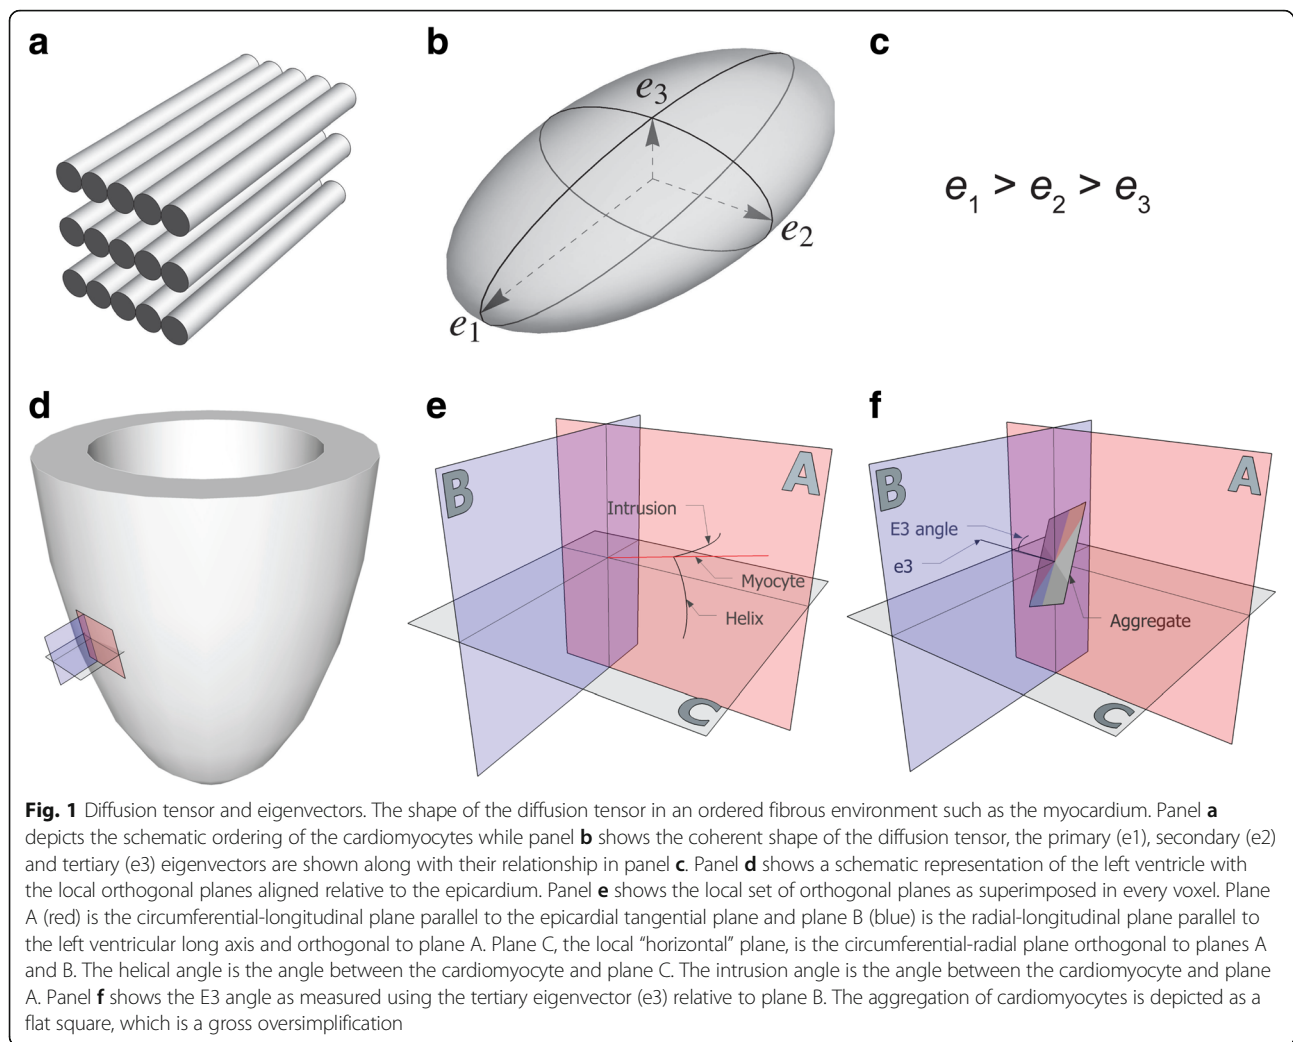 a
b
c
e3
e2
e1
e1 > e2 > e3
d
e
f
B
A
Intrusion
Myocyte
Helix
C
B
A
E3 angle
e3
Aggregate
C
Fig. 1 Diffusion tensor and eigenvectors. The shape of the diffusion tensor in an ordered fibrous environment such as the myocardium. Panel a
depicts the schematic ordering of the cardiomyocytes while panel b shows the coherent shape of the diffusion tensor, the primary (e1), secondary (e2)
and tertiary (e3) eigenvectors are shown along with their relationship in panel c. Panel d shows a schematic representation of the left ventricle with
the local orthogonal planes aligned relative to the epicardium. Panel e shows the local set of orthogonal planes as superimposed in every voxel. Plane
A (red) is the circumferential-longitudinal plane parallel to the epicardial tangential plane and plane B (blue) is the radial-longitudinal plane parallel to
the left ventricular long axis and orthogonal to plane A. Plane C, the local “horizontal” plane, is the circumferential-radial plane orthogonal to planes A
and B. The helical angle is the angle between the cardiomyocyte and plane C. The intrusion angle is the angle between the cardiomyocyte and plane
A. Panel f shows the E3 angle as measured using the tertiary eigenvector (e3) relative to plane B. The aggregation of cardiomyocytes is depicted as a
flat square, which is a gross oversimplification